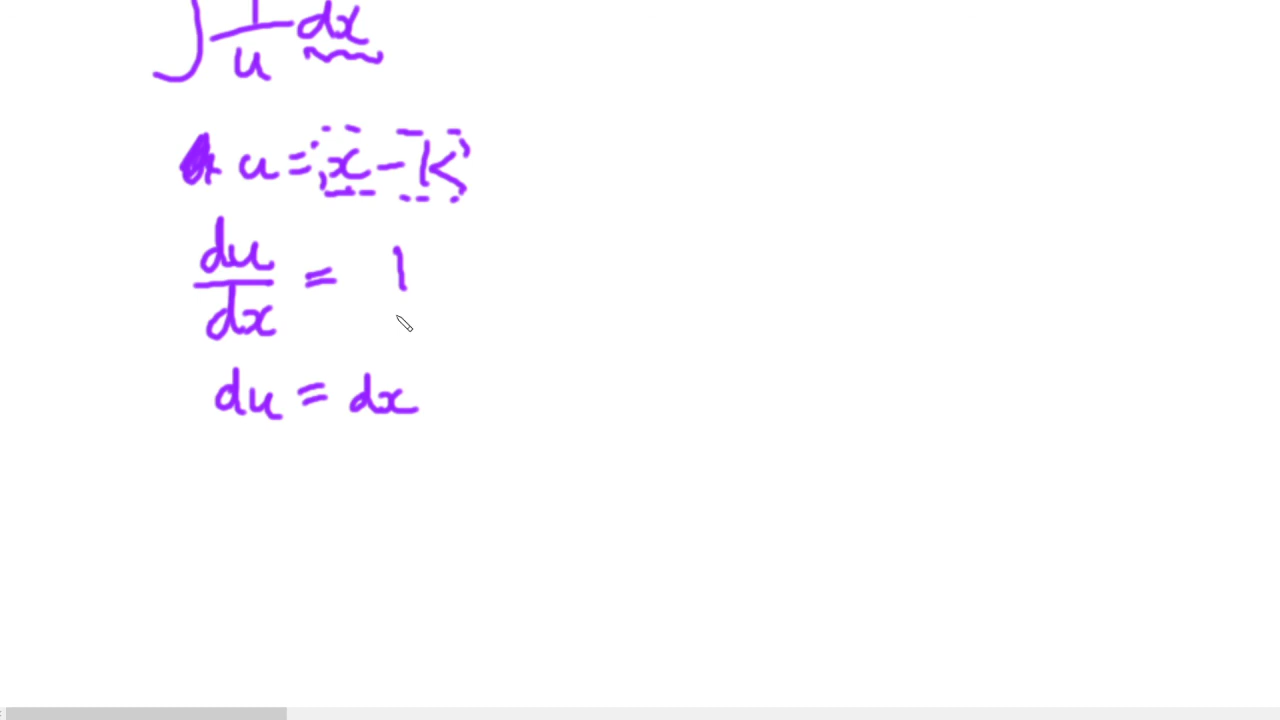 ∫ 1/u dx
u = x - k
du/dx = 1
du = dx